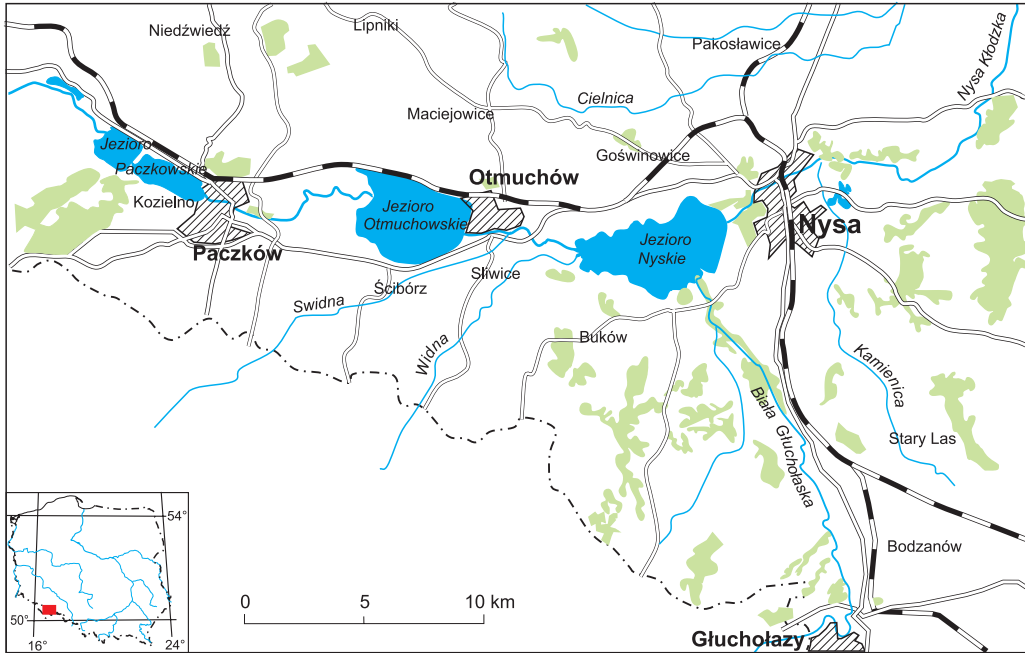 Niedźwiedź
Lipniki
Pakosławice
Nysa Kłodzka
Cielnica
Maciejowice
Jezioro
Paczkowskie
Goświnowice
Otmuchów
Kozielno
Jezioro
Otmuchowskie
Nysa
Paczków
Jezioro
Nyskie
Ścibórz
Sliwice
Swidna
Widna
Buków
Kamienica
Biała Głuchołaska
Stary Las
Bodzanów
54°
50°
16°
24°
0 5 10 km
Głuchołazy